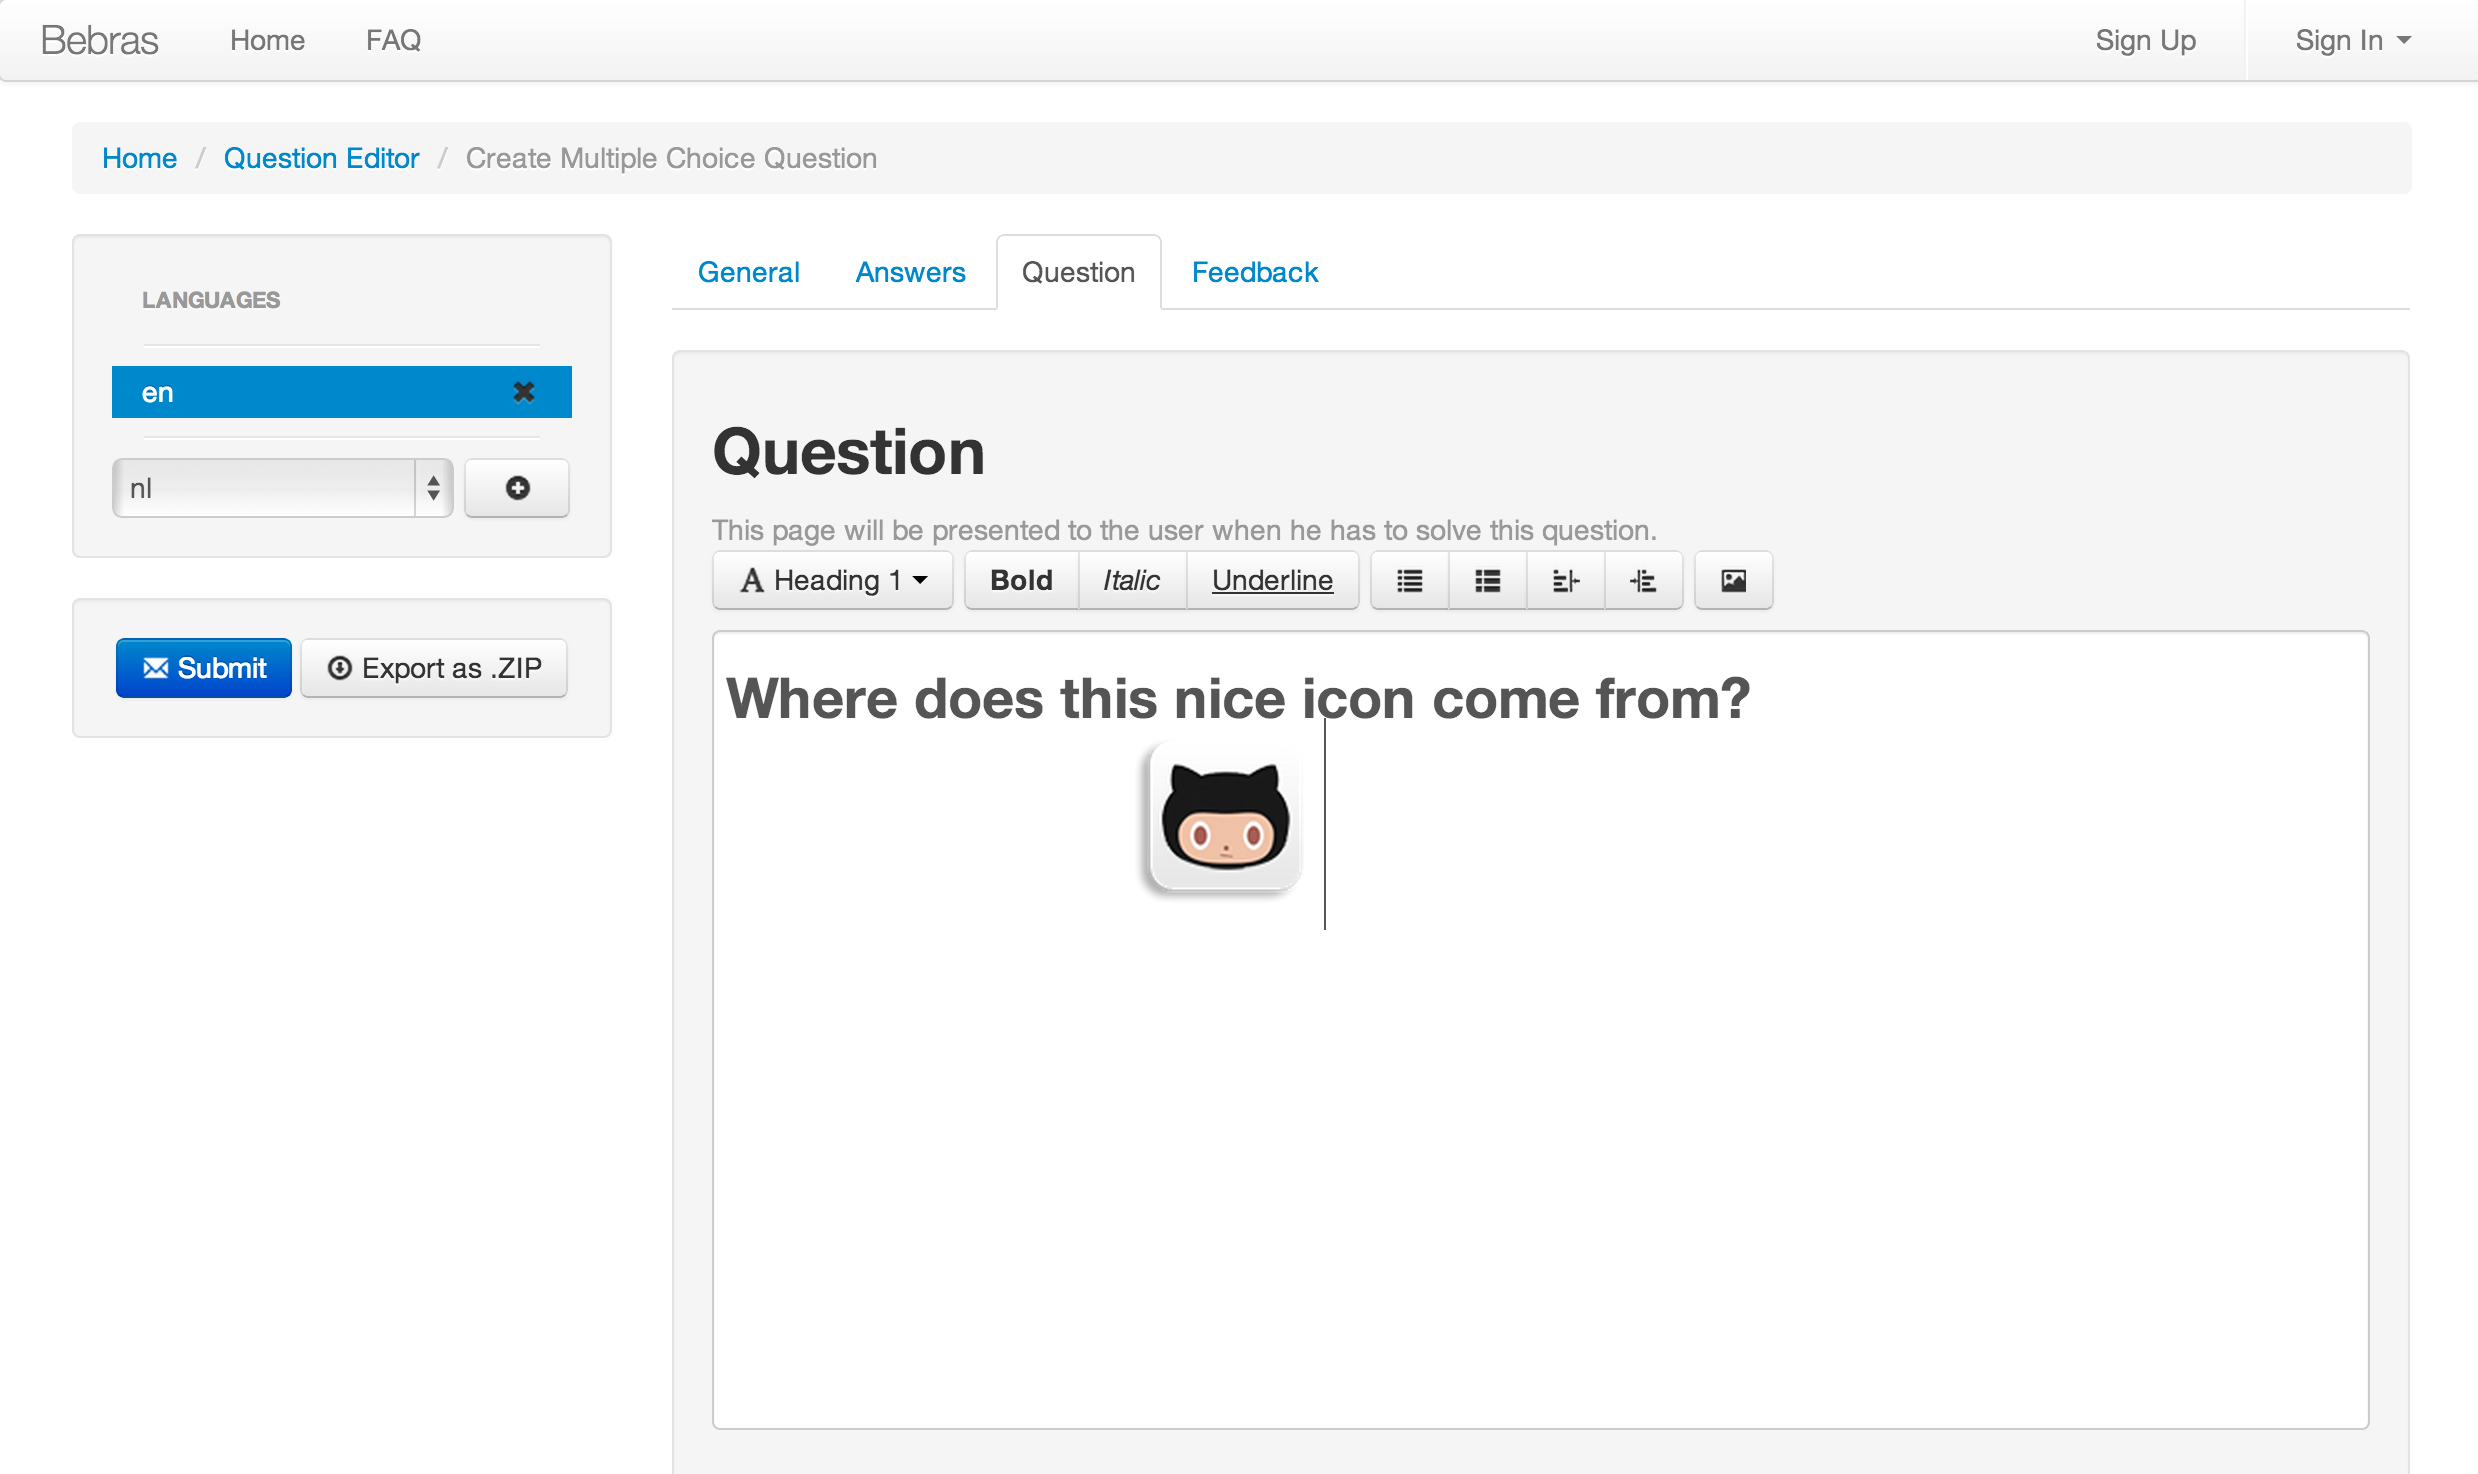 Bebras Home FAQ Sign Up Sign In
Home / Question Editor / Create Multiple Choice Question
LANGUAGES
en
nl
Submit Export as .ZIP
General Answers Question Feedback
Question
This page will be presented to the user when he has to solve this question.
A Heading 1 Bold Italic Underline
Where does this nice icon come from?